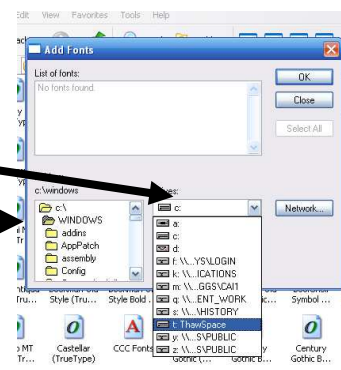 Edit View Favorites Tools Help
Add Fonts
List of fonts:
No fonts found.
OK
Close
Select All
c:\windows
c:
Network...
c:\
WINDOWS
addins
AppPatch
assembly
Config
a:
c:
d:
f: \\...YS\LOGIN
k: \\...ICATIONS
m: \\...GGS\CAI1
q: \\...ENT_WORK
s: \\...\HISTORY
t: ThawSpace
y: \\...S\PUBLIC
z: \\...S\PUBLIC
Style (Tru...
Style Bold
Symbol ...
MT
Castellar
(TrueType)
CCC Fonts
Gothic (...
Century
Gothic B...